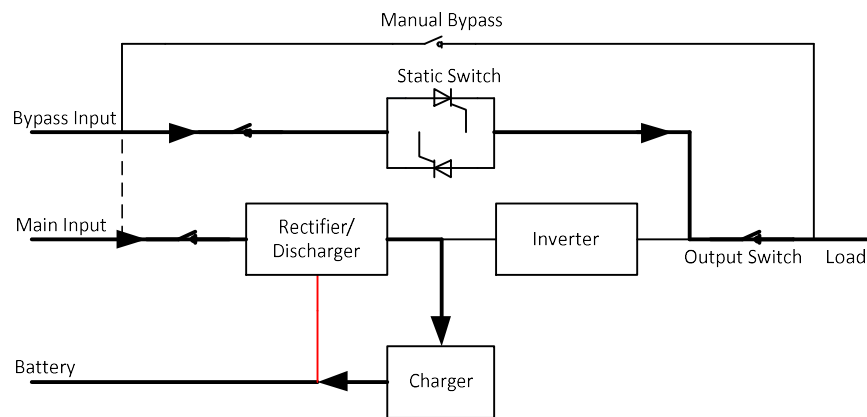 Manual Bypass
Static Switch
Bypass Input
Main Input
Rectifier/
Discharger
Inverter
Output Switch
Load
Battery
Charger